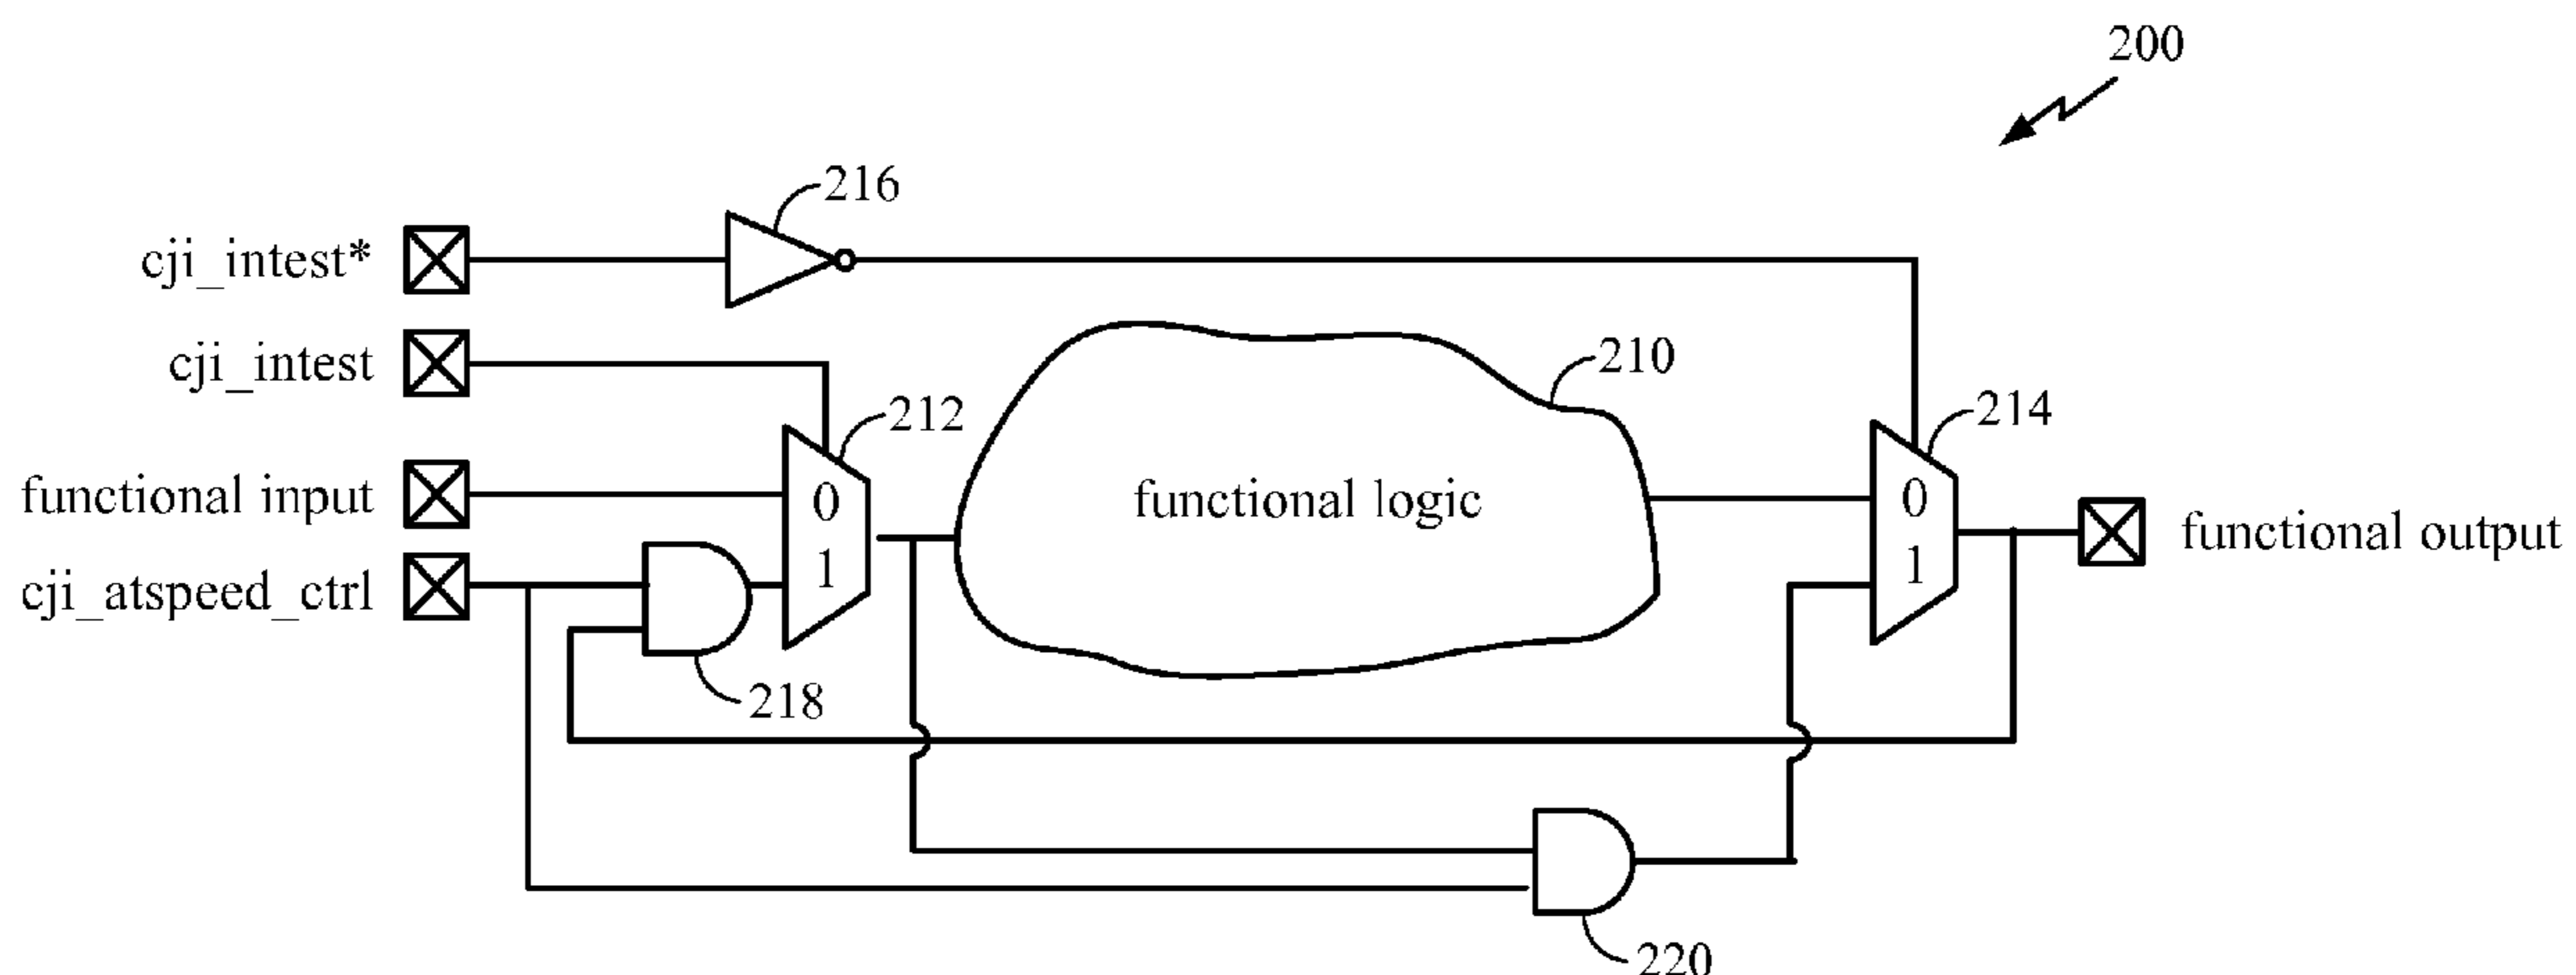 200
216
cji_intest*
cji_intest
210
212
214
functional input
0
functional logic
0
functional output
cji_atspeed_ctrl
1
1
218
220